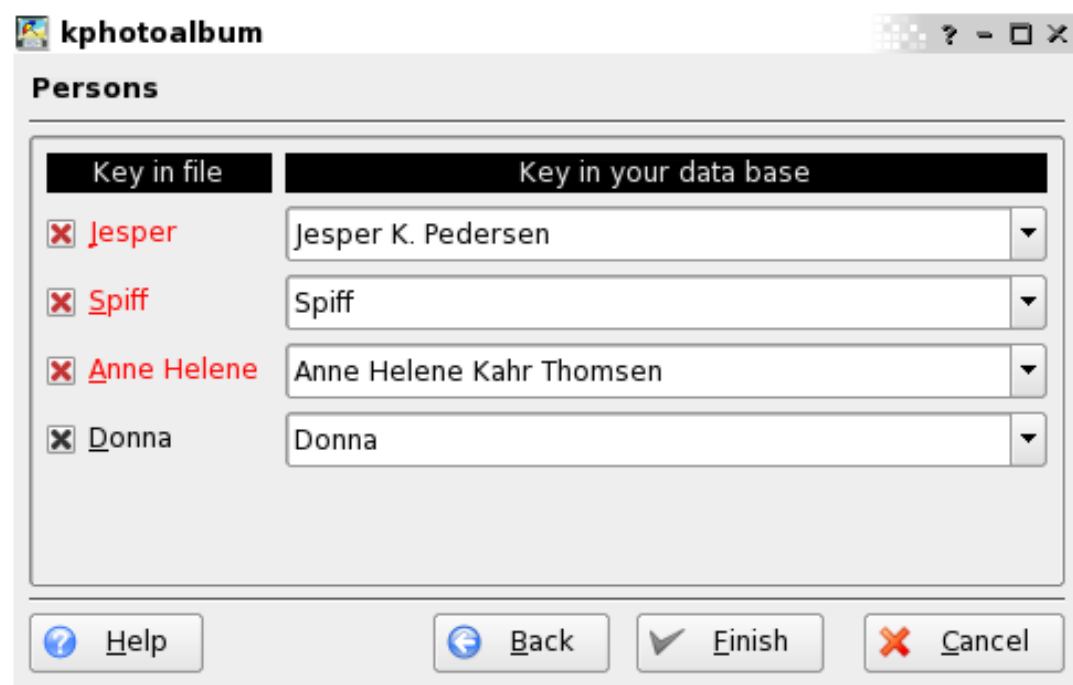 kphotoalbum
Persons
Key in file Key in your data base
Jesper Jesper K. Pedersen
Spiff Spiff
Anne Helene Anne Helene Kahr Thomsen
Donna Donna
Help Back Finish Cancel